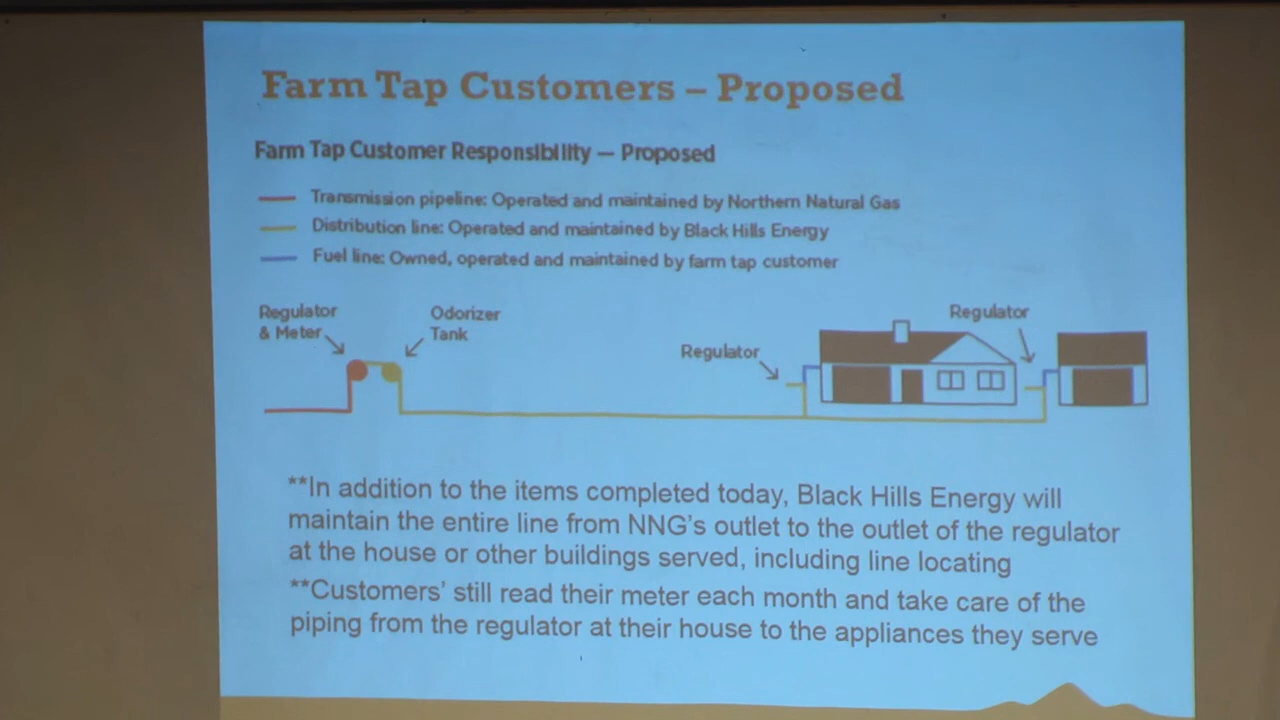 Farm Tap Customers – Proposed
Farm Tap Customer Responsibility — Proposed
Transmission pipeline: Operated and maintained by Northern Natural Gas
Distribution line: Operated and maintained by Black Hills Energy
Fuel line: Owned, operated and maintained by farm tap customer
Regulator
& Meter
Odorizer
Tank
Regulator
Regulator
**In addition to the items completed today, Black Hills Energy will
maintain the entire line from NNG's outlet to the outlet of the regulator
at the house or other buildings served, including line locating
**Customers' still read their meter each month and take care of the
piping from the regulator at their house to the appliances they serve